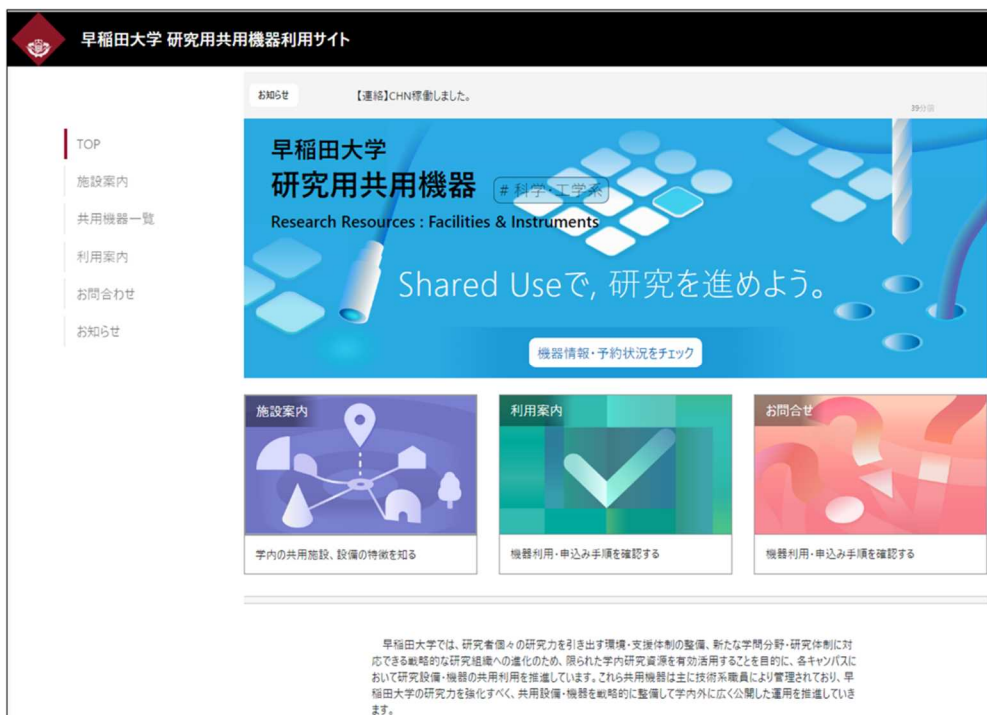 早稲田大学 研究用共用機器利用サイト
お知らせ
【連絡】CHN稼働しました。
39分前
TOP
施設案内
共用機器一覧
利用案内
お問合わせ
お知らせ
早稲田大学
研究用共用機器
#科学・工学系
Research Resources : Facilities & Instruments
Shared Useで, 研究を進めよう。
機器情報・予約状況をチェック
施設案内
学内の共用施設、設備の特徴を知る
利用案内
機器利用・申込み手順を確認する
お問合せ
機器利用・申込み手順を確認する
早稲田大学では、研究者個々の研究力を引き出す環境・支援体制の整備、新たな学問分野・研究体制に対
応できる戦略的な研究組織への進化のため、限られた学内研究資源を有効活用することを目的に、各キャンパスに
おいて研究設備・機器の共用利用を推進しています。これら共用機器は主に技術系職員により管理されており、早
稲田大学の研究力を強化すべく、共用設備・機器を戦略的に整備して学内外に広く公開した運用を推進していき
ます。